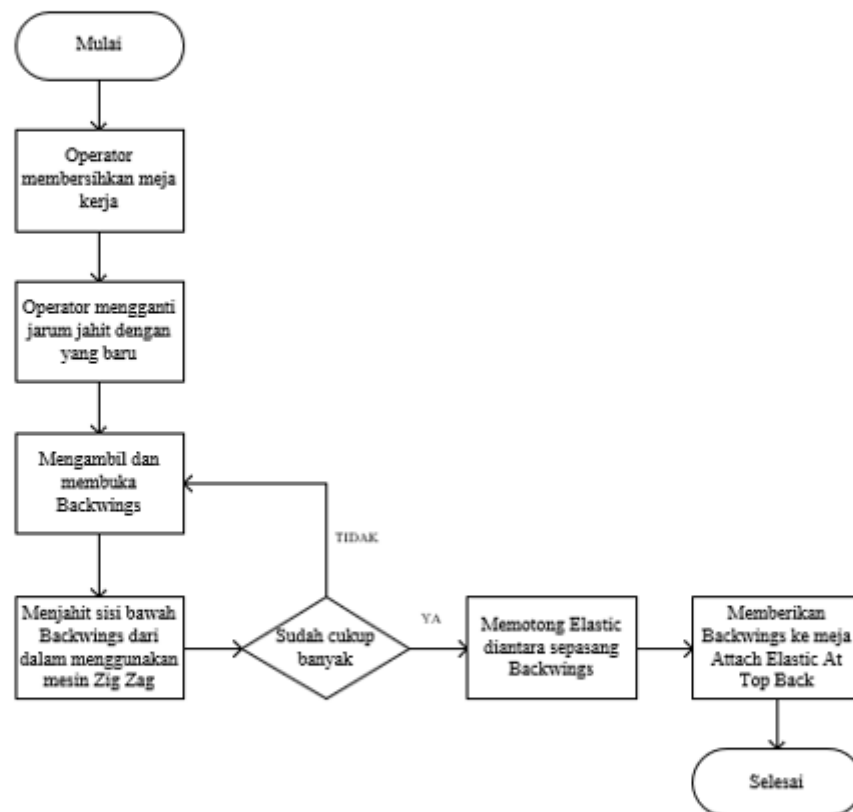 Mulai
Operator
membersihkan meja
kerja
Operator mengganti
jarum jahit dengan
yang baru
Mengambil dan
membuka
Backwings
TIDAK
Menjahit sisi bawah
Backwings dari
dalam menggunakan
mesin Zig Zag
Sudah cukup
banyak
YA
Memotong Elastic
diantara sepasang
Backwings
Memberikan
Backwings ke meja
Attach Elastic At
Top Back
Selesai